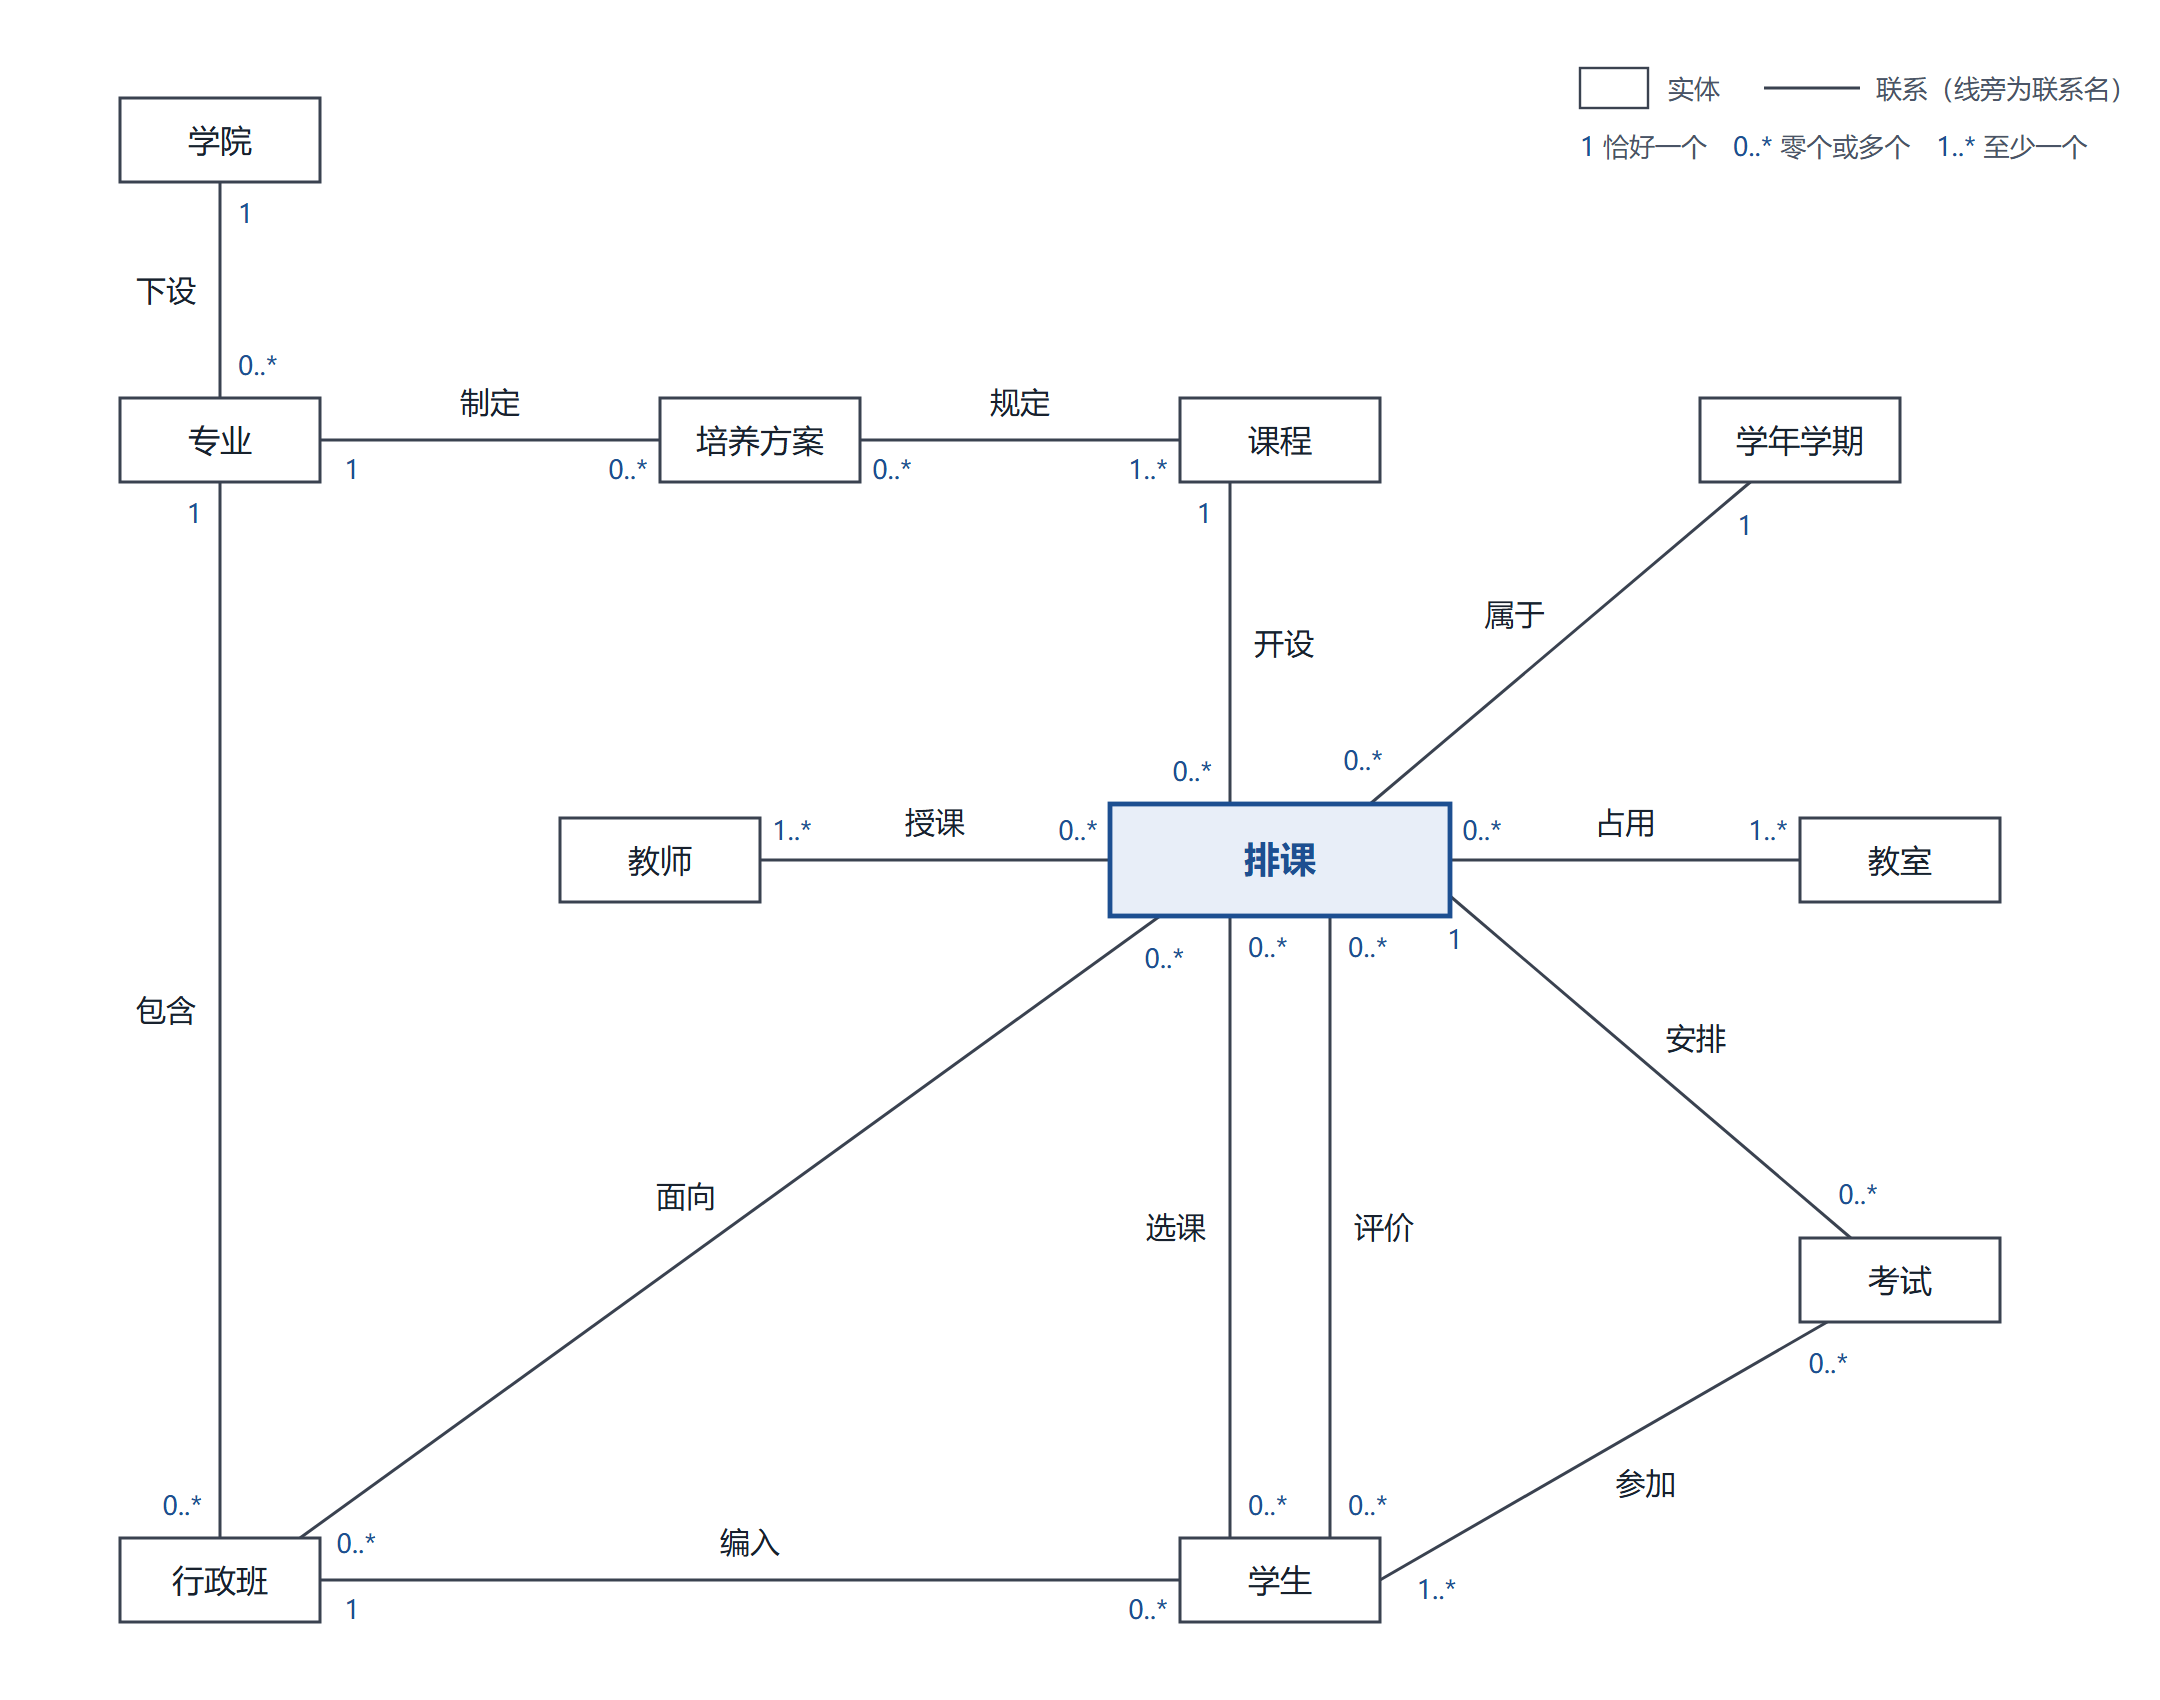 实体
联系（线旁为联系名）
1 恰好一个 0..* 零个或多个 1..* 至少一个
学院
1
下设
0..*
专业
1
制定
0..*
培养方案
0..*
规定
1..*
课程
学年学期
1
1
1
开设
属于
0..*
0..*
教师
1..*
授课
0..*
排课
0..*
占用
1..*
教室
0..*
0..*
0..*
1
包含
安排
面向
选课
评价
0..*
考试
0..*
参加
0..*
0..*
0..*
0..*
行政班
1
编入
0..*
学生
1..*